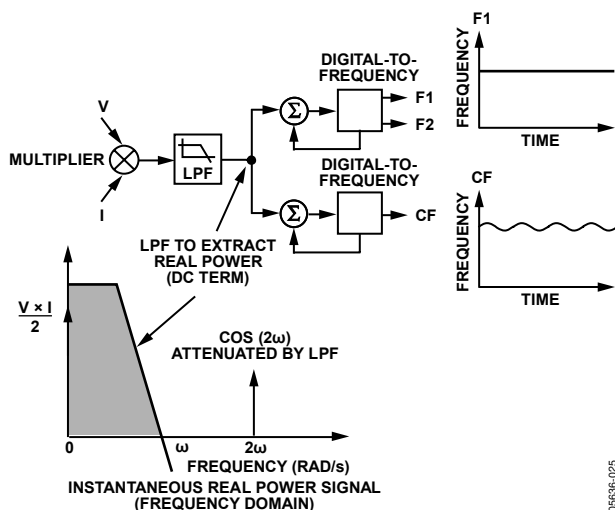 DIGITAL-TO-
FREQUENCY
F1
F2
V
MULTIPLIER
I
LPF
Σ
DIGITAL-TO-
FREQUENCY
Σ
CF
LPF TO EXTRACT
REAL POWER
(DC TERM)
V × I
2
COS (2ω)
ATTENUATED BY LPF
0
ω
2ω
FREQUENCY (RAD/s)
INSTANTANEOUS REAL POWER SIGNAL
(FREQUENCY DOMAIN)
F1
FREQUENCY
TIME
CF
FREQUENCY
TIME
05636-025